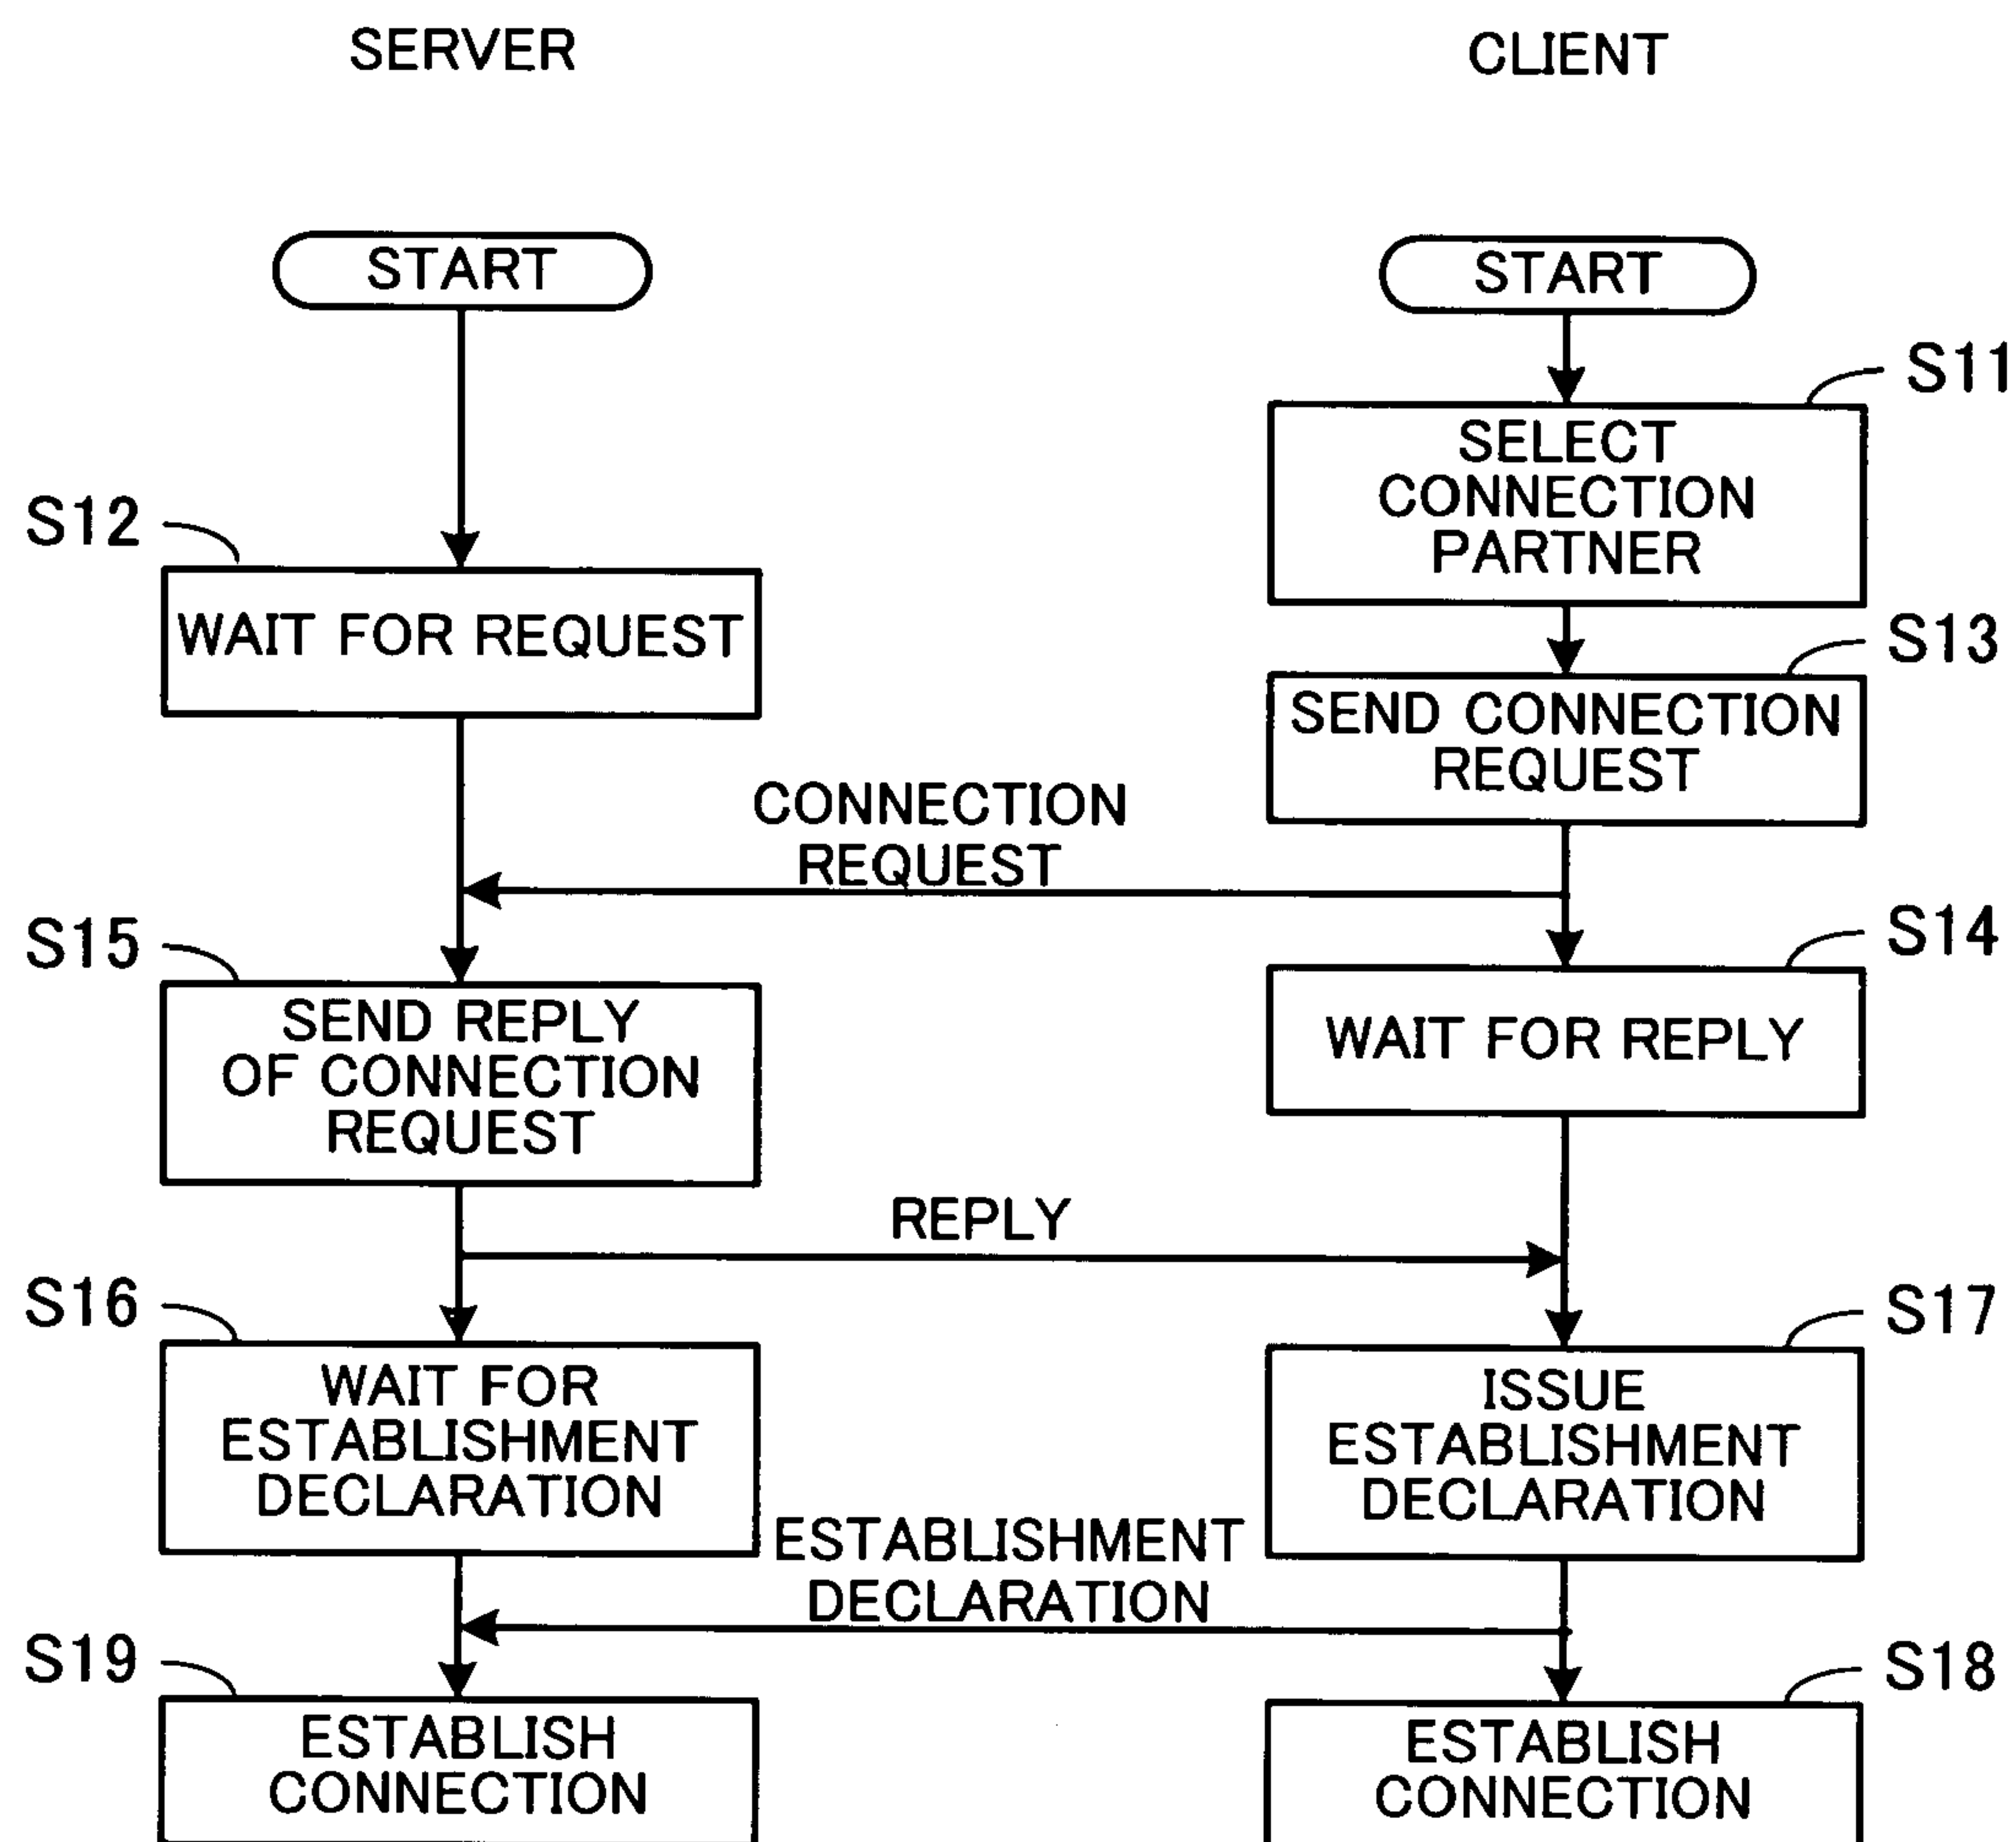 SERVER
CLIENT
START
START
S11
SELECT
CONNECTION
PARTNER
S12
WAIT FOR REQUEST
S13
SEND CONNECTION
REQUEST
CONNECTION
REQUEST
S15
SEND REPLY
OF CONNECTION
REQUEST
S14
WAIT FOR REPLY
REPLY
S16
WAIT FOR
ESTABLISHMENT
DECLARATION
S17
ISSUE
ESTABLISHMENT
DECLARATION
ESTABLISHMENT
DECLARATION
S19
ESTABLISH
CONNECTION
S18
ESTABLISH
CONNECTION